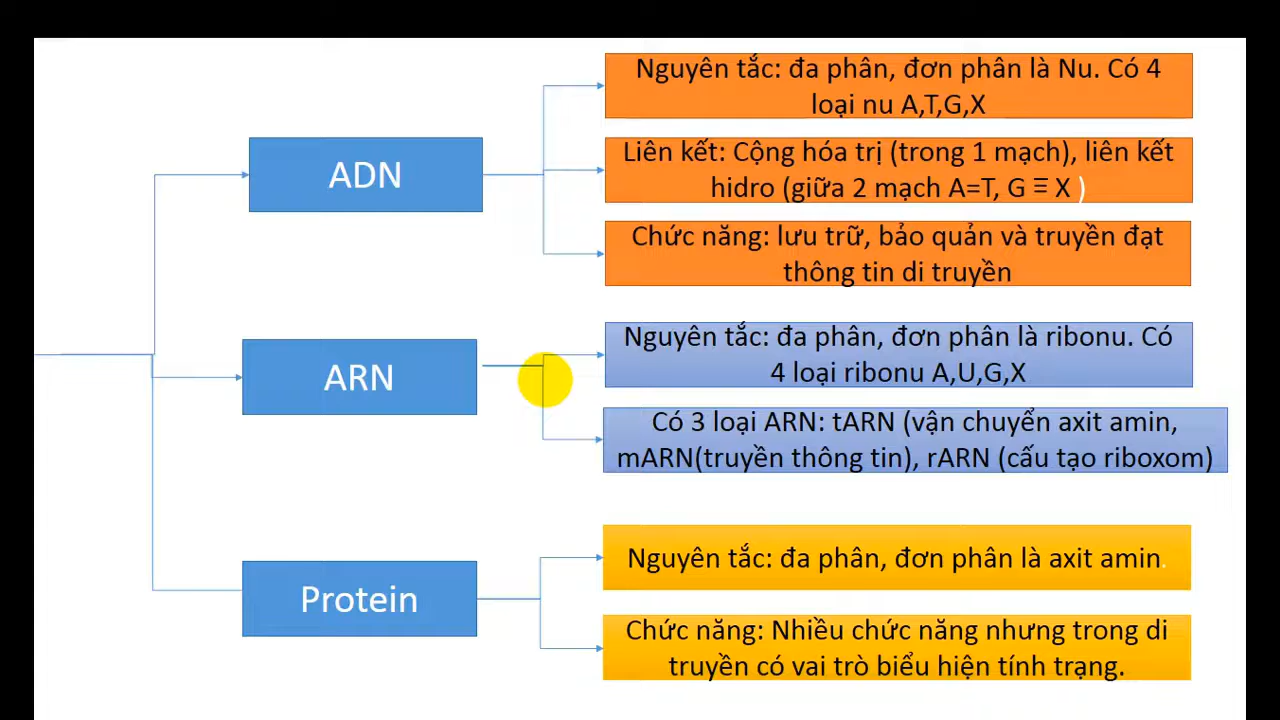 ADN
Nguyên tắc: đa phân, đơn phân là Nu. Có 4
loại nu A,T,G,X
Liên kết: Cộng hóa trị (trong 1 mạch), liên kết
hidro (giữa 2 mạch A=T, G ≡ X )
Chức năng: lưu trữ, bảo quản và truyền đạt
thông tin di truyền
ARN
Nguyên tắc: đa phân, đơn phân là ribonu. Có
4 loại ribonu A,U,G,X
Có 3 loại ARN: tARN (vận chuyển axit amin,
mARN(truyền thông tin), rARN (cấu tạo riboxom)
Protein
Nguyên tắc: đa phân, đơn phân là axit amin.
Chức năng: Nhiều chức năng nhưng trong di
truyền có vai trò biểu hiện tính trạng.